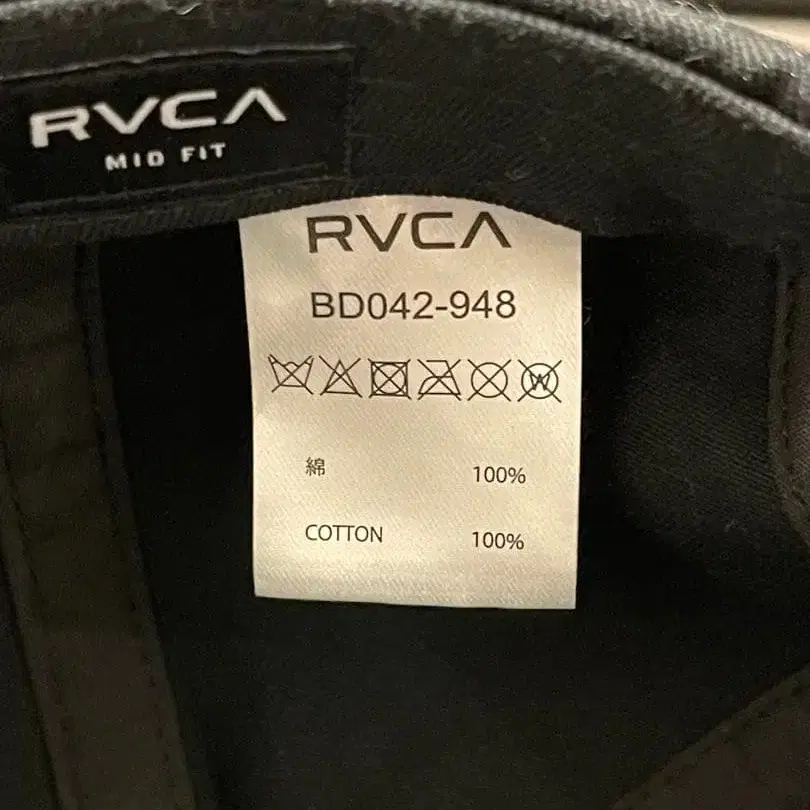 RVCA
MID FIT
RVCA
BD042-948
W
綿 100%
COTTON 100%